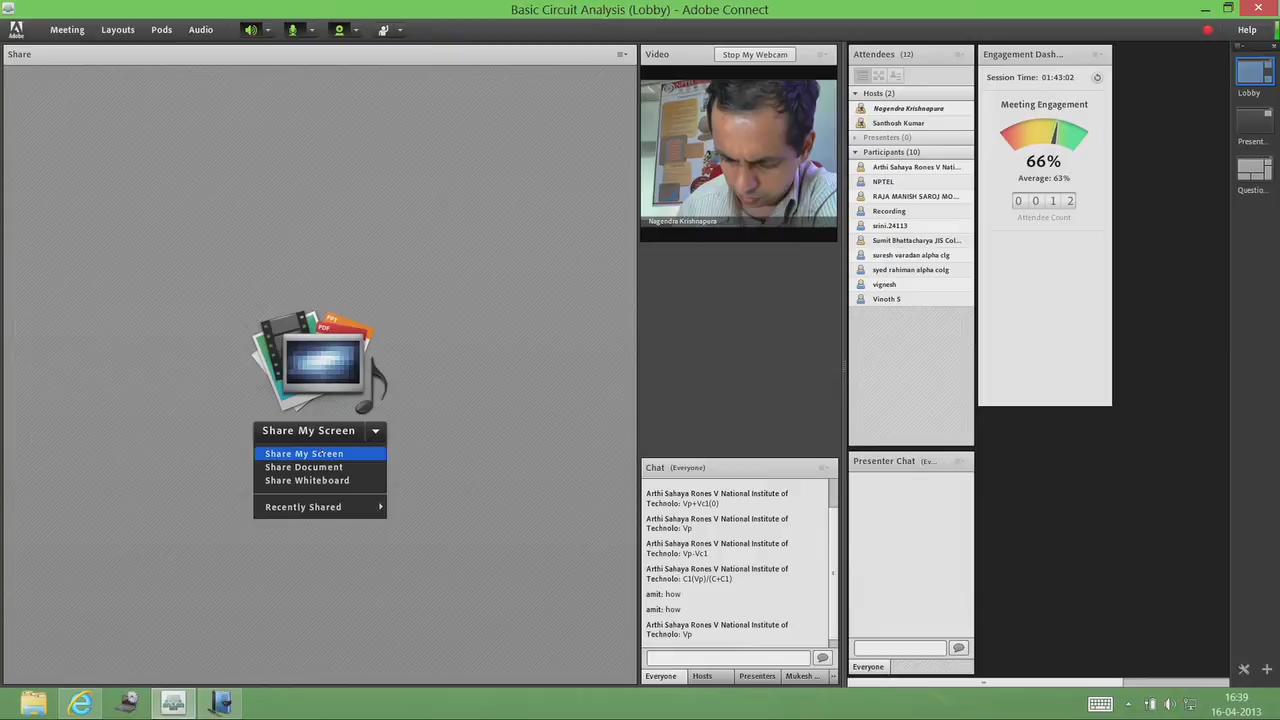 Basic Circuit Analysis (Lobby) - Adobe Connect
Adobe Meeting Layouts Pods Audio Help
Share
Video Stop My Webcam
Attendees (12)
Engagement Dash...
Hosts (2)
Nagendra Krishnapura
Santhosh Kumar
Presenters (0)
Participants (10)
Arthi Sahaya Rones V Nati...
NPTEL
RAJA MANISH SAROJ MO...
Recording
srini.24113
Sumit Bhattacharya JIS Col...
suresh varadan alpha clg
syed rahiman alpha colg
vignesh
Vinoth S
Session Time: 01:43:02
Meeting Engagement
66%
Average: 63%
0 0 1 2
Attendee Count
Lobby
Present...
Questio...
Nagendra Krishnapura
PPT
PDF
Share My Screen
Share My Screen
Share Document
Share Whiteboard
Recently Shared
Chat (Everyone)
Arthi Sahaya Rones V National Institute of
Technolo: Vp+Vc1(0)
Arthi Sahaya Rones V National Institute of
Technolo: Vp
Arthi Sahaya Rones V National Institute of
Technolo: Vp-Vc1
Arthi Sahaya Rones V National Institute of
Technolo: C1(Vp)/(C+C1)
amit: how
amit: how
Arthi Sahaya Rones V National Institute of
Technolo: Vp
Everyone Hosts Presenters Mukesh ...
Presenter Chat (Ev...
Everyone
16:39
16-04-2013